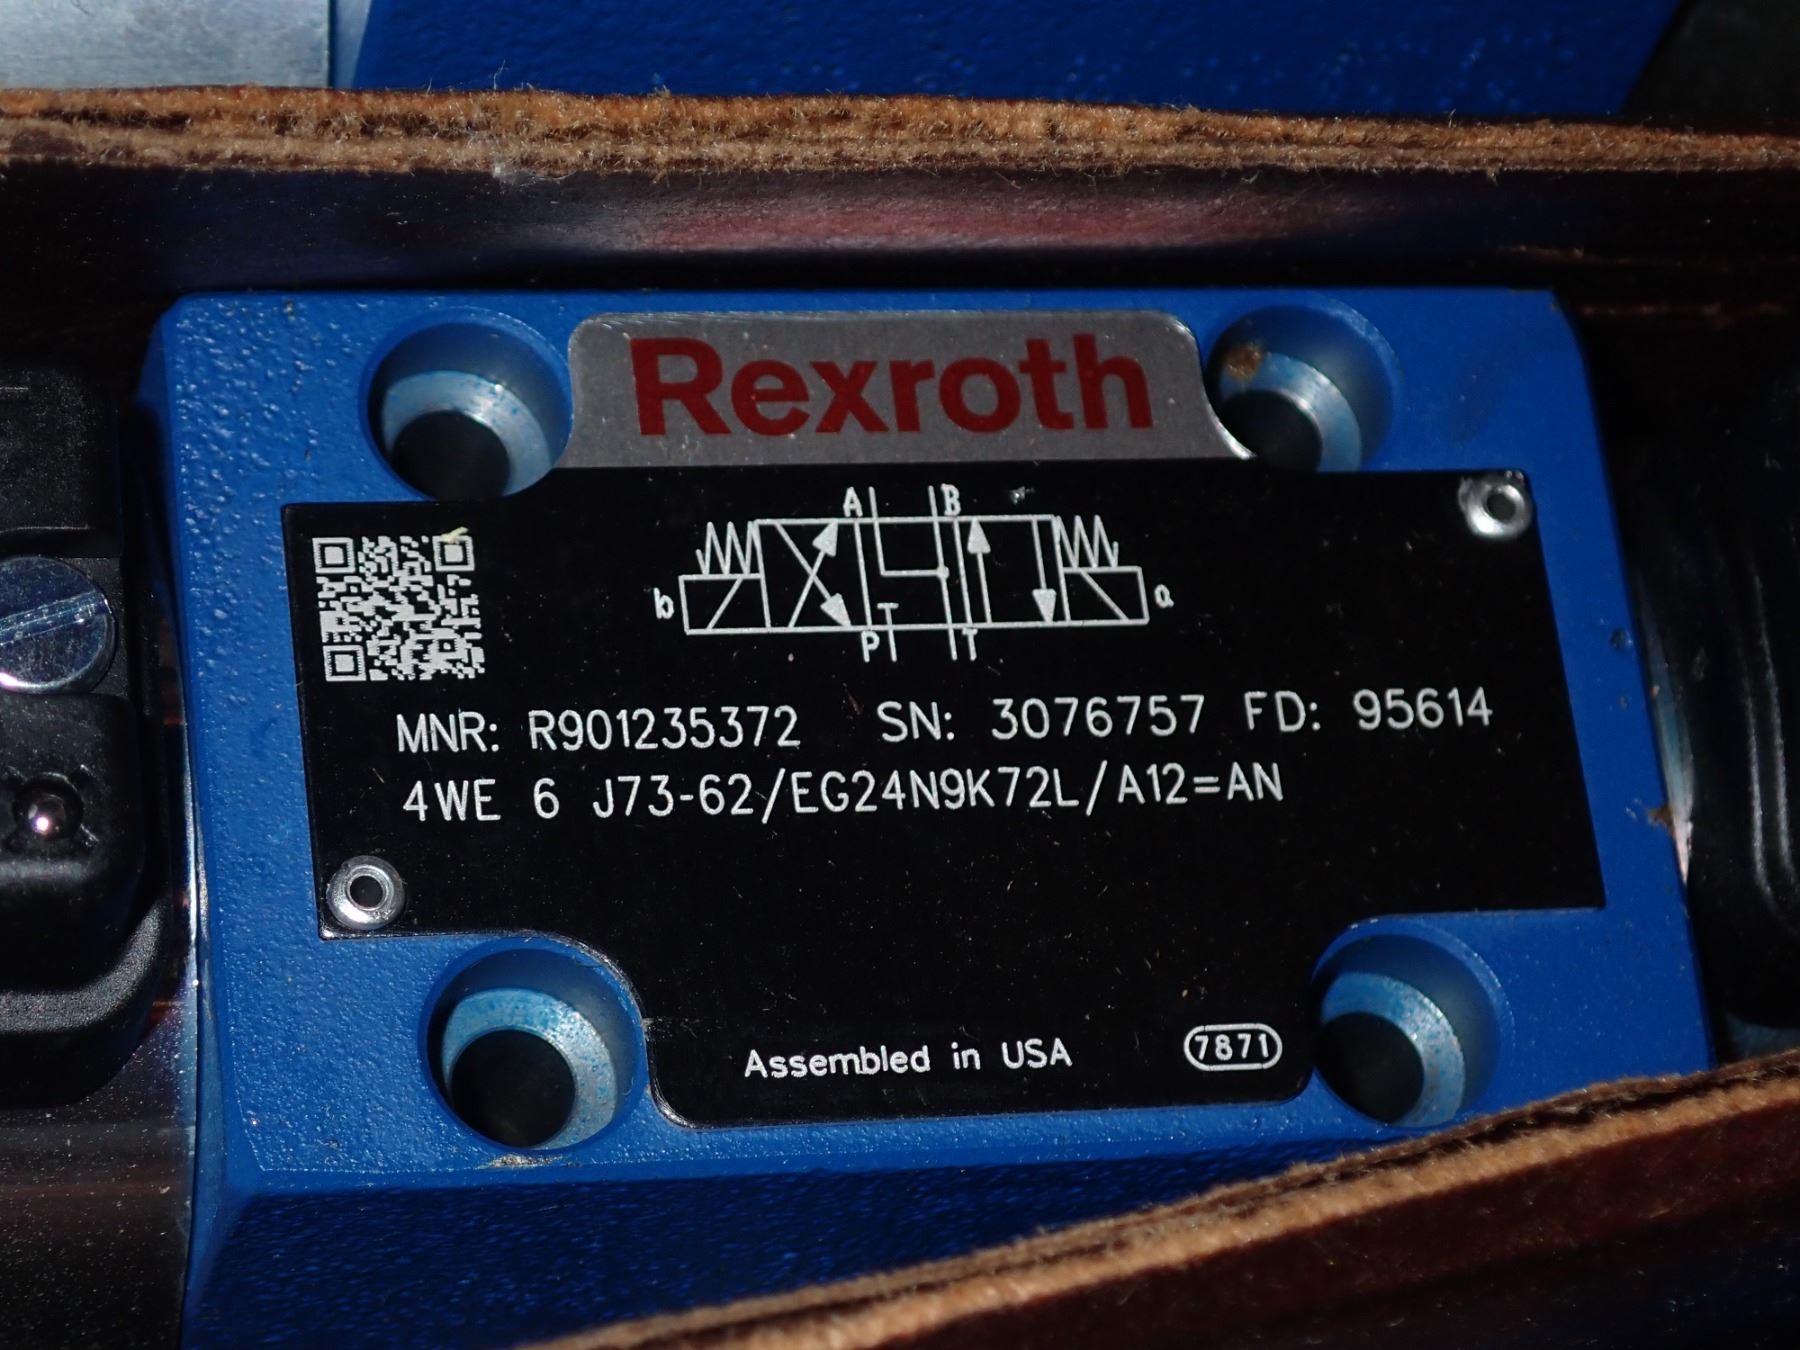 Rexroth
A B
b a
P T
MNR: R901235372 SN: 3076757 FD: 95614
4WE 6 J73-62/EG24N9K72L/A12=AN
Assembled in USA 7871